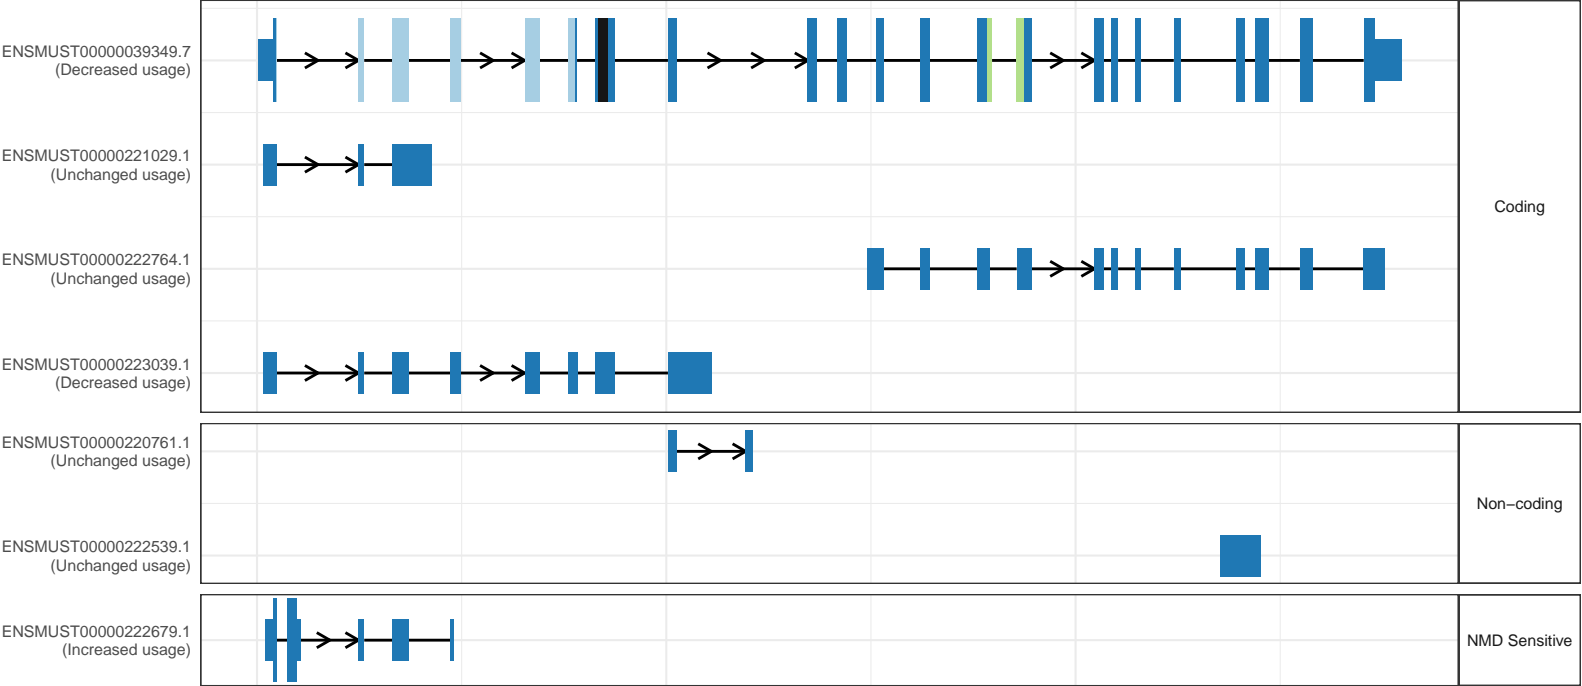 ENSMUST00000039349.7
(Decreased usage)
ENSMUST00000221029.1
(Unchanged usage)
Coding
ENSMUST00000222764.1
(Unchanged usage)
ENSMUST00000223039.1
(Decreased usage)
ENSMUST00000220761.1
(Unchanged usage)
Non−coding
ENSMUST00000222539.1
(Unchanged usage)
ENSMUST00000222679.1
(Increased usage)
NMD Sensitive